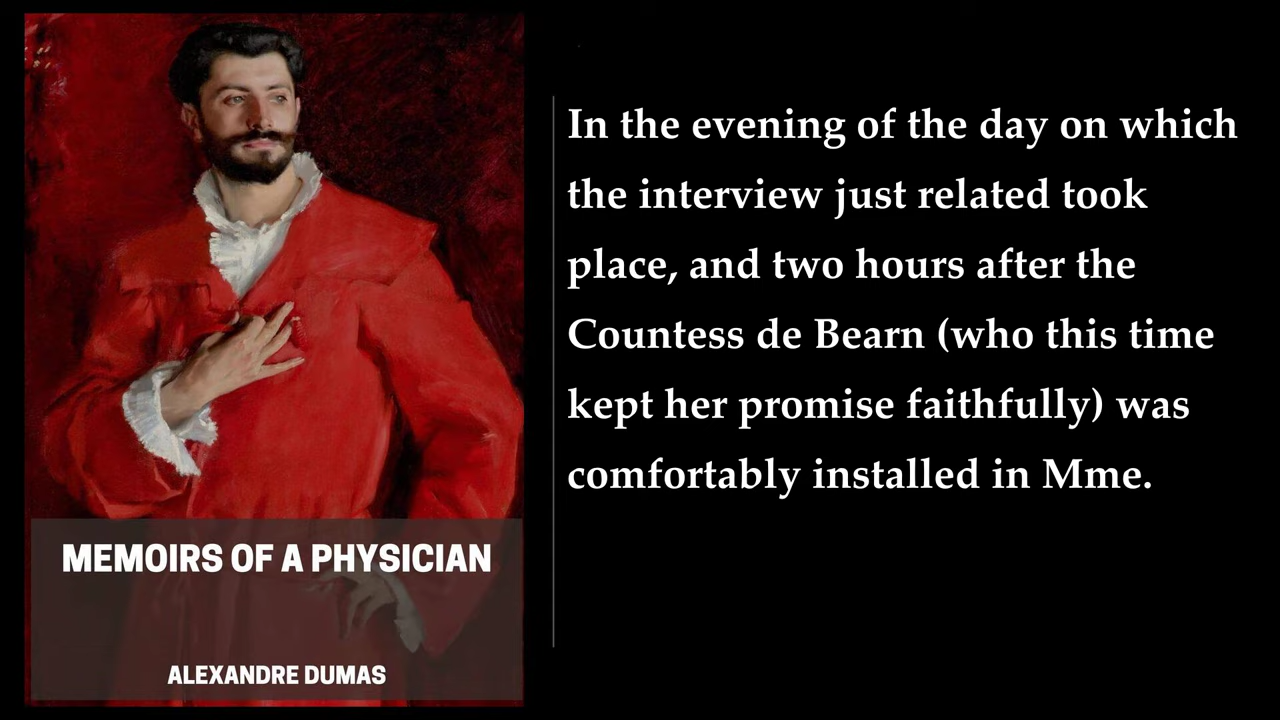 MEMOIRS OF A PHYSICIAN
ALEXANDRE DUMAS
In the evening of the day on which
the interview just related took
place, and two hours after the
Countess de Bearn (who this time
kept her promise faithfully) was
comfortably installed in Mme.